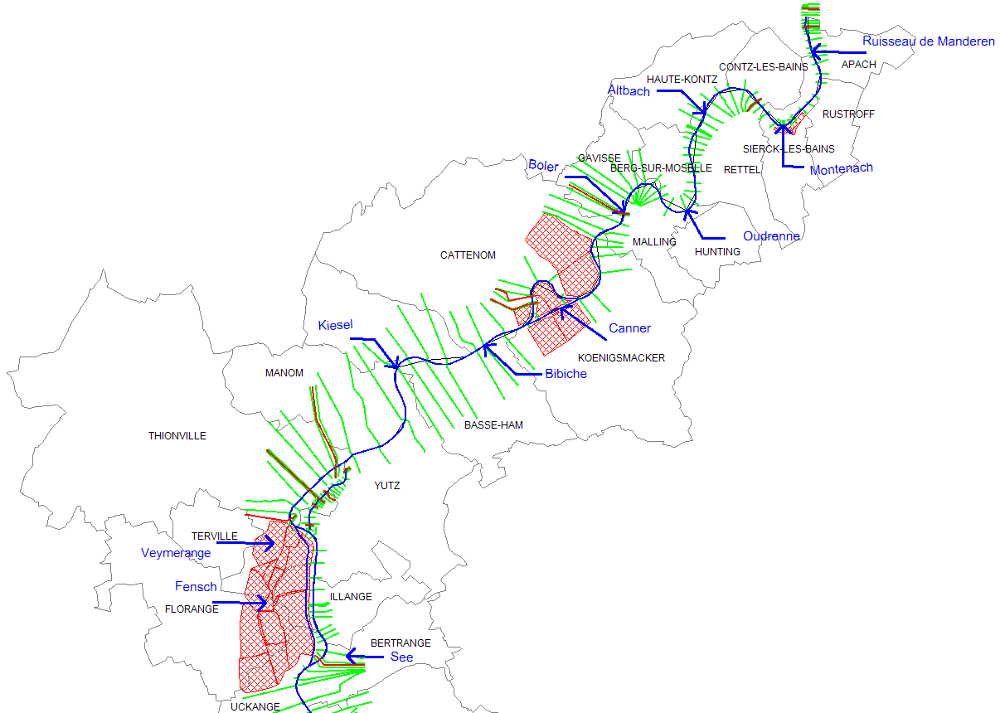 Ruisseau de Manderen
APACH
CONTZ-LES-BAINS
HAUTE-KONTZ
Altbach
RUSTROFF
SIERCK-LES-BAINS
GAVISSE
Boler
BERG-SUR-MOSELLE
RETTEL
Montenach
Oudrenne
MALLING
HUNTING
CATTENOM
Kiesel
Canner
KOENIGSMACKER
MANOM
Bibiche
BASSE-HAM
THIONVILLE
YUTZ
TERVILLE
Veymerange
Fensch
ILLANGE
FLORANGE
BERTRANGE
See
UCKANGE